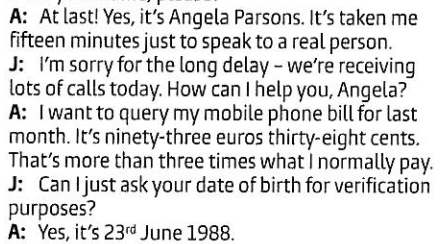 A: At last! Yes, it's Angela Parsons. It's taken me
fifteen minutes just to speak to a real person.
J: I'm sorry for the long delay – we're receiving
lots of calls today. How can I help you, Angela?
A: I want to query my mobile phone bill for last
month. It's ninety-three euros thirty-eight cents.
That's more than three times what I normally pay.
J: Can I just ask your date of birth for verification
purposes?
A: Yes, it's 23rd June 1988.